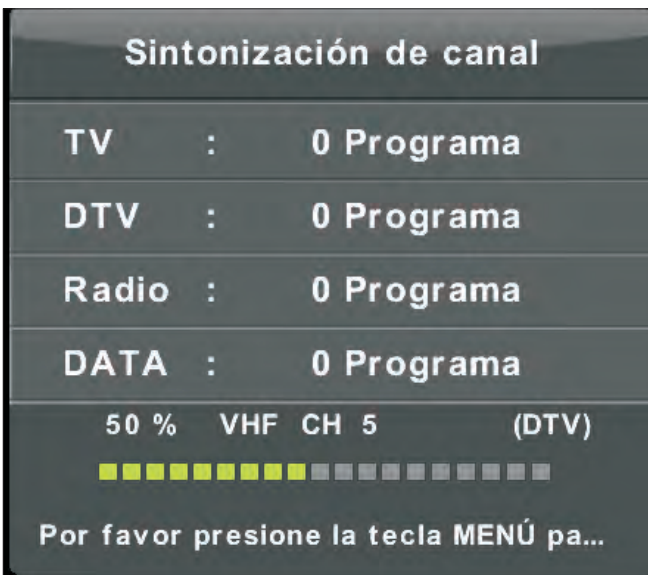 Sintonización de canal
TV : 0 Programa
DTV : 0 Programa
Radio : 0 Programa
DATA : 0 Programa
50 % VHF CH 5 (DTV)
Por favor presione la tecla MENÚ pa...